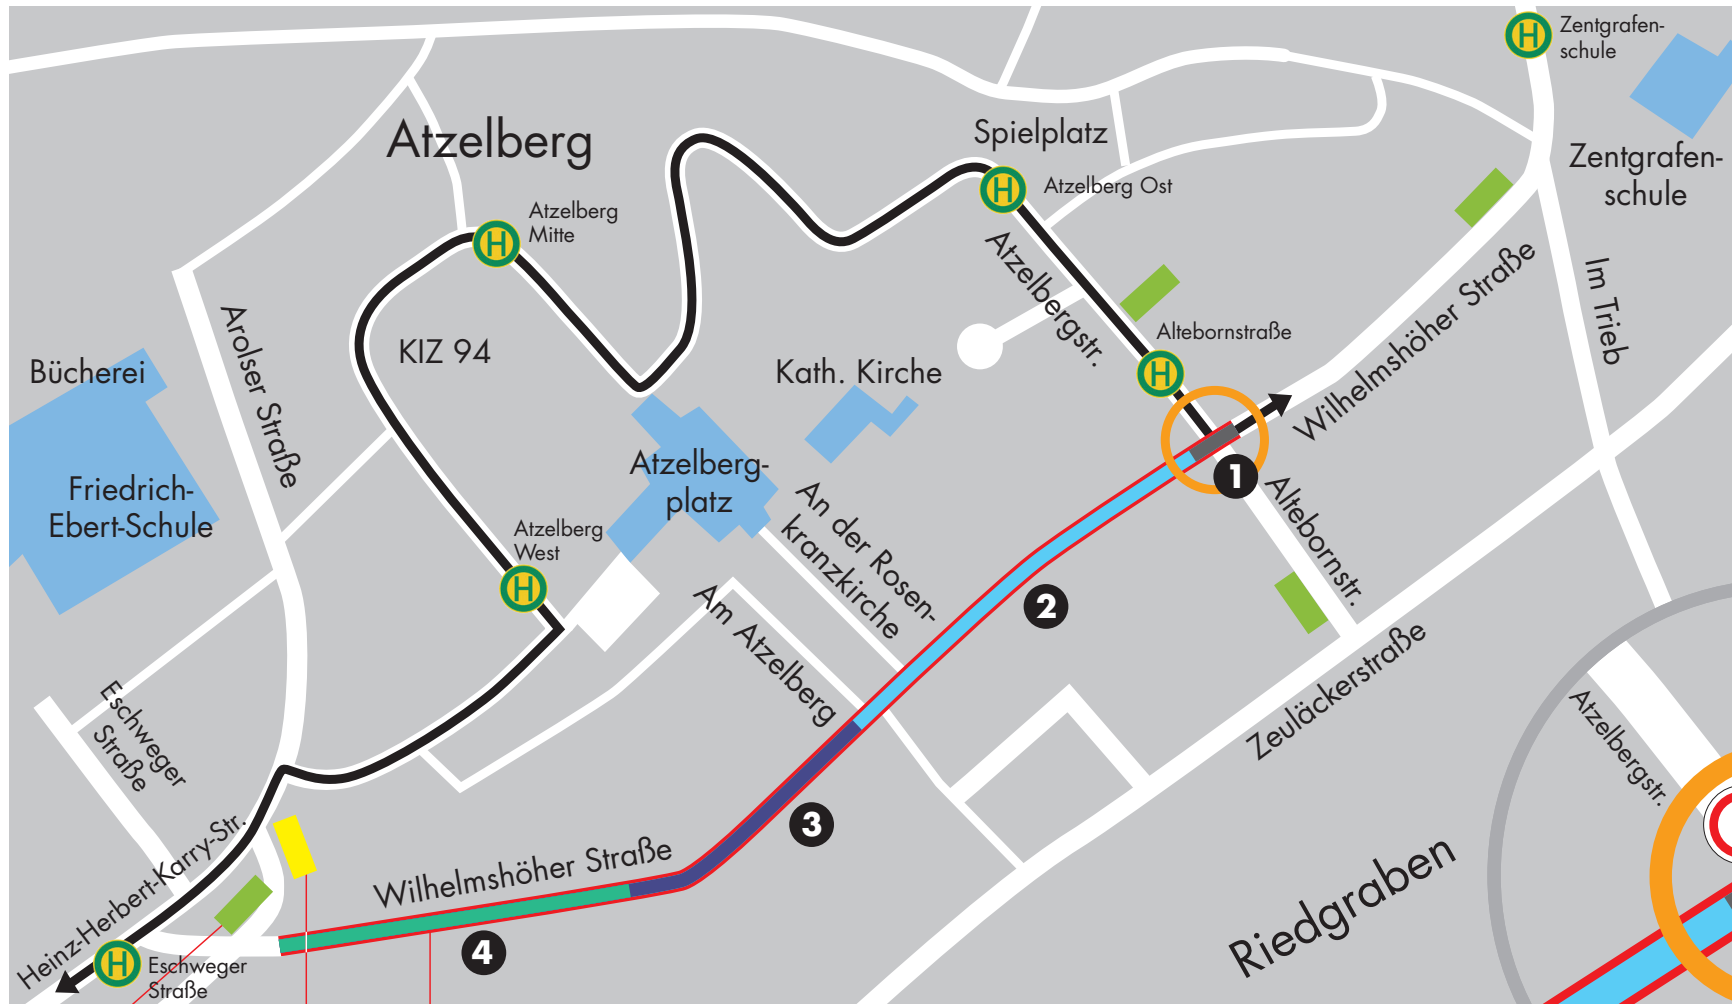 H
Zentgrafen-
schule
Zentgrafen-
schule
Atzelberg
Spielplatz
H
Atzelberg Ost
Atzelberg
Mitte
H
Atzelbergstr.
Wilhelmshöher Straße
Im Trieb
Arolser Straße
KIZ 94
Altebornstraße
H
Kath. Kirche
Bücherei
Friedrich-
Ebert-Schule
Atzelberg-
platz
1
Altebornstr.
An der Rosen-
kranzkirche
Atzelberg
West
H
2
Am Atzelberg
Zeuläckerstraße
Eschweger
Straße
Atzelbergstr.
3
Heinz-Herbert-Karry-Str.
Wilhelmshöher Straße
Riedgraben
4
H
Eschweger
Straße